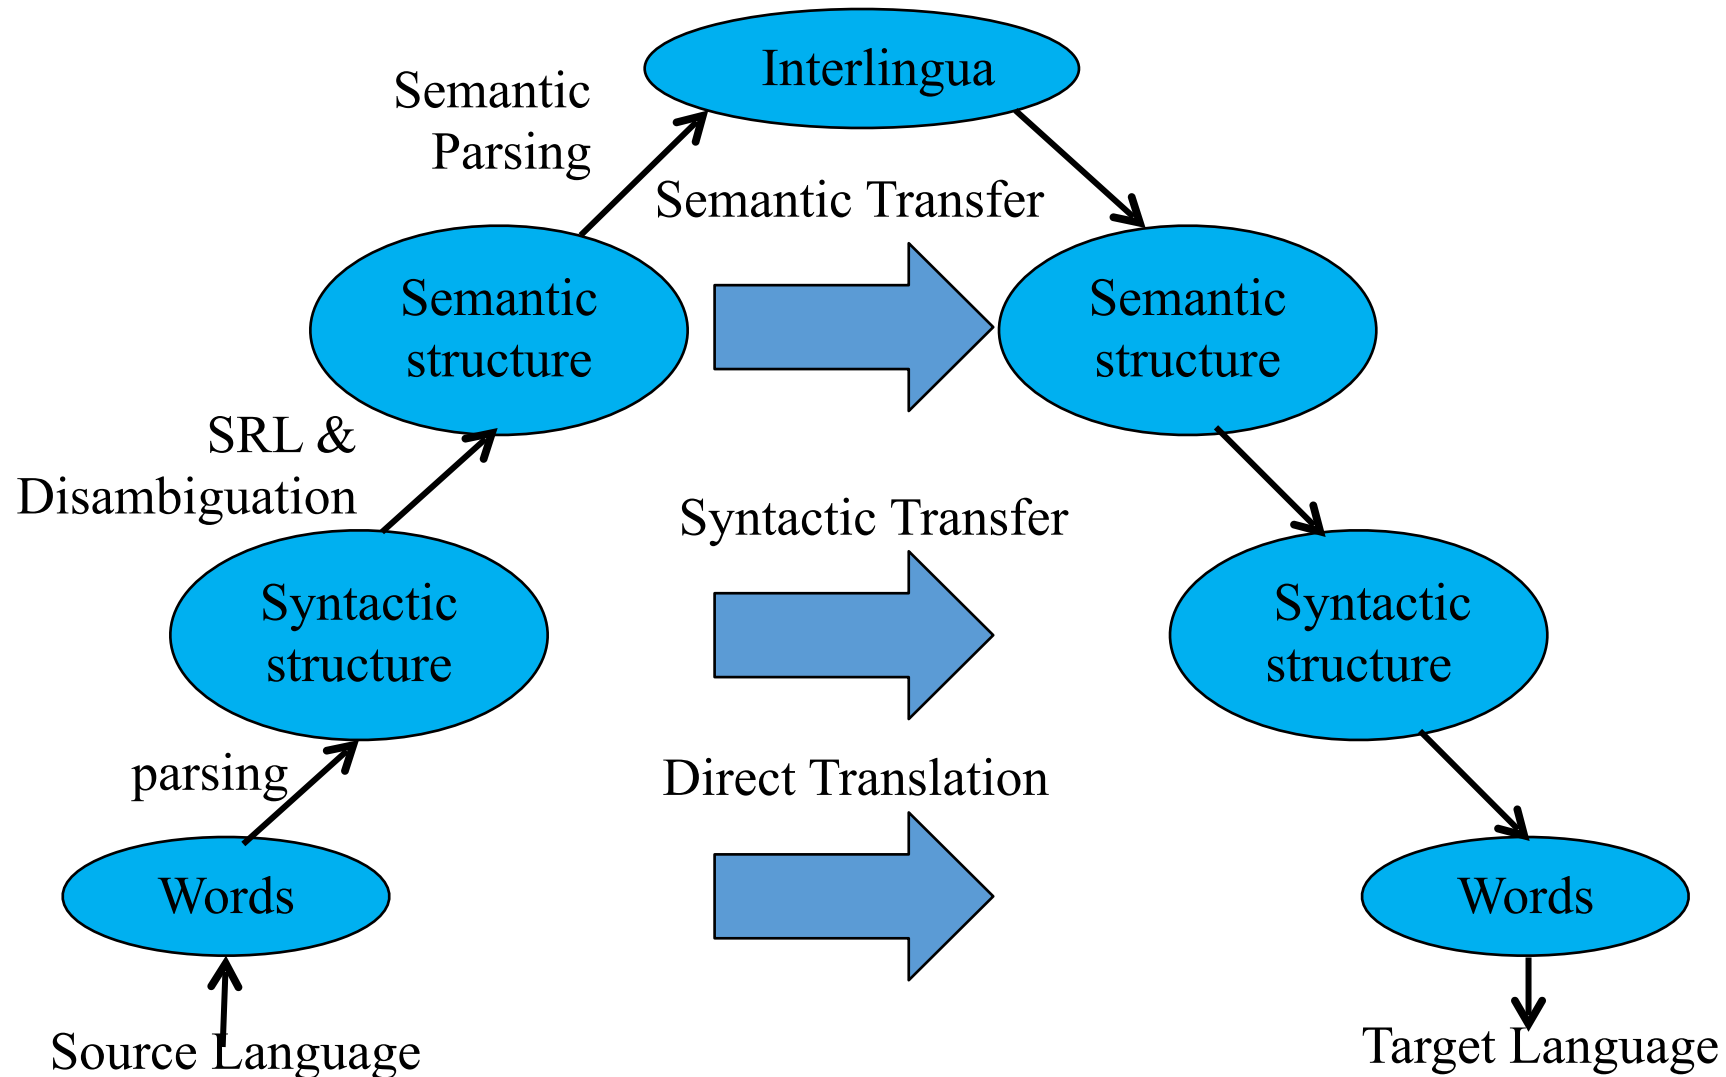 Interlingua
Semantic
Parsing
Semantic Transfer
Semantic
structure
Semantic
structure
SRL &
Disambiguation
Syntactic Transfer
Syntactic
structure
Syntactic
structure
parsing
Direct Translation
Words
Words
Source Language
Target Language